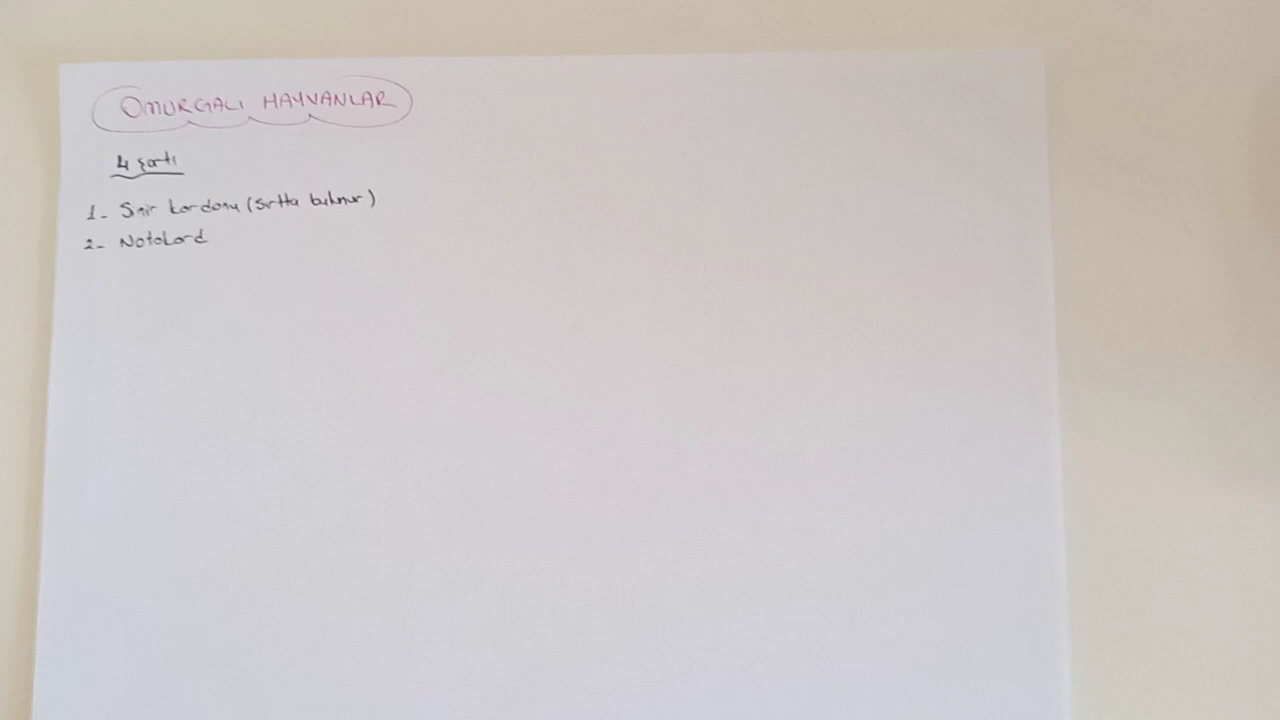 OMURGALI HAYVANLAR
4 şartı
1- Sinir kordonu (sırtta bulunur)
2- Notokord